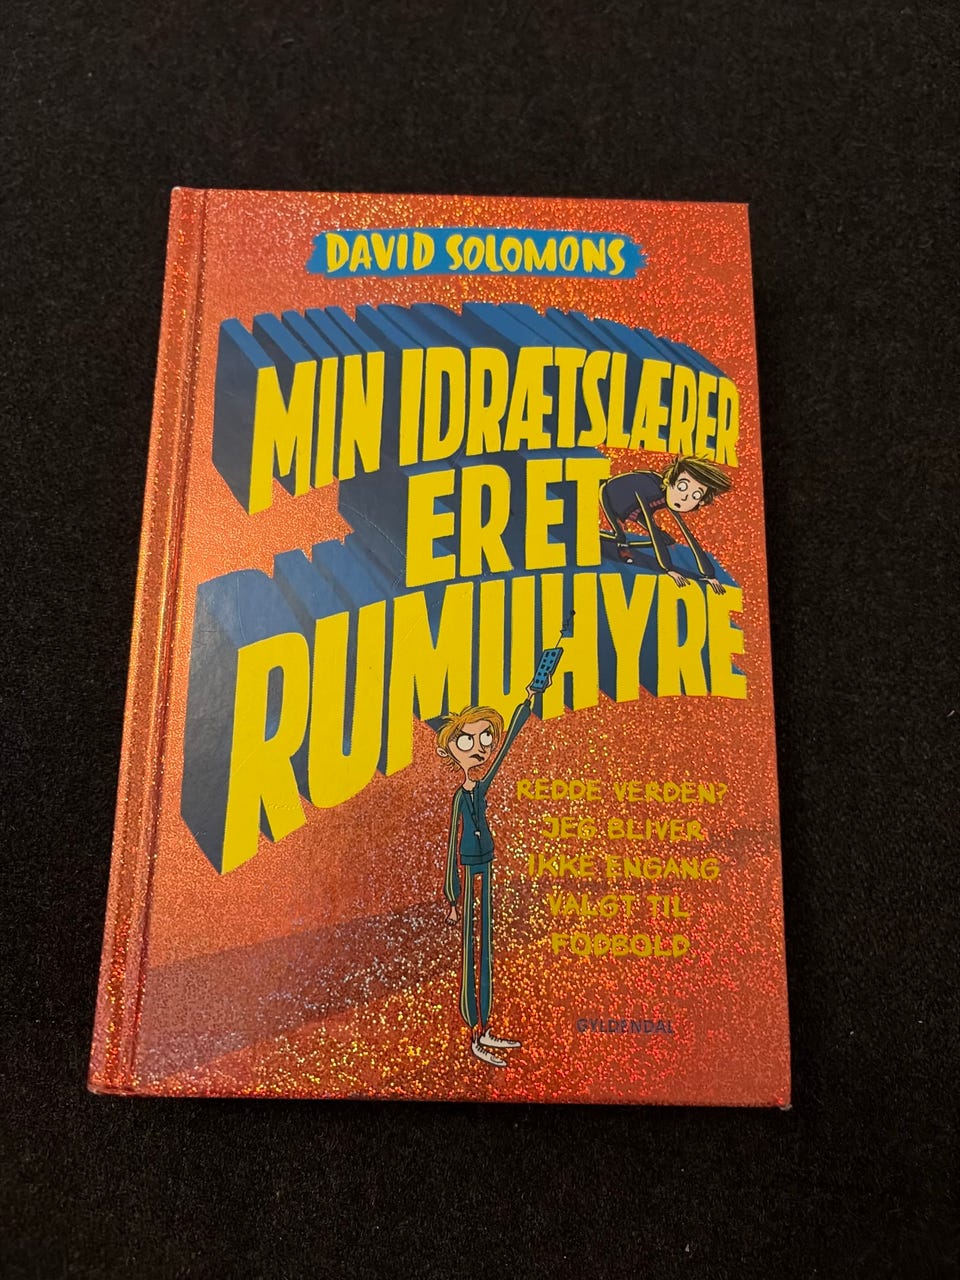 DAVID SOLOMONS
MIN IDRÆTSLÆRER
ER ET
RUMUHYRE
REDDE VERDEN?
JEG BLIVER
IKKE ENGANG
VALGT TIL
FODBOLD
GYLDENDAL